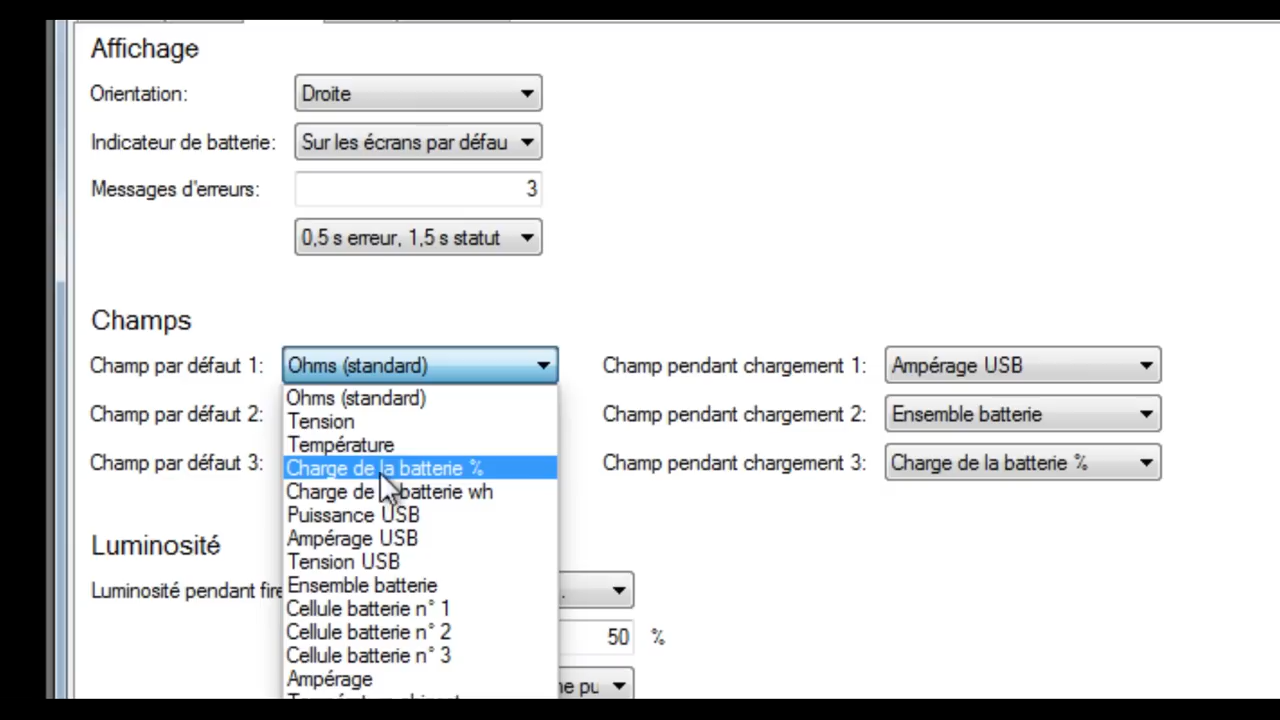 Affichage
Orientation: Droite
Indicateur de batterie: Sur les écrans par défau
Messages d'erreurs: 3
0,5 s erreur, 1,5 s statut
Champs
Champ par défaut 1: Ohms (standard) Champ pendant chargement 1: Ampérage USB
Ohms (standard)
Champ par défaut 2: Tension Champ pendant chargement 2: Ensemble batterie
Température
Champ par défaut 3: Charge de la batterie % Champ pendant chargement 3: Charge de la batterie %
Charge de batterie wh
Puissance USB
Ampérage USB
Luminosité
Tension USB
Luminosité pendant fire Ensemble batterie
Cellule batterie n° 1
Cellule batterie n° 2 50 %
Cellule batterie n° 3
Ampérage